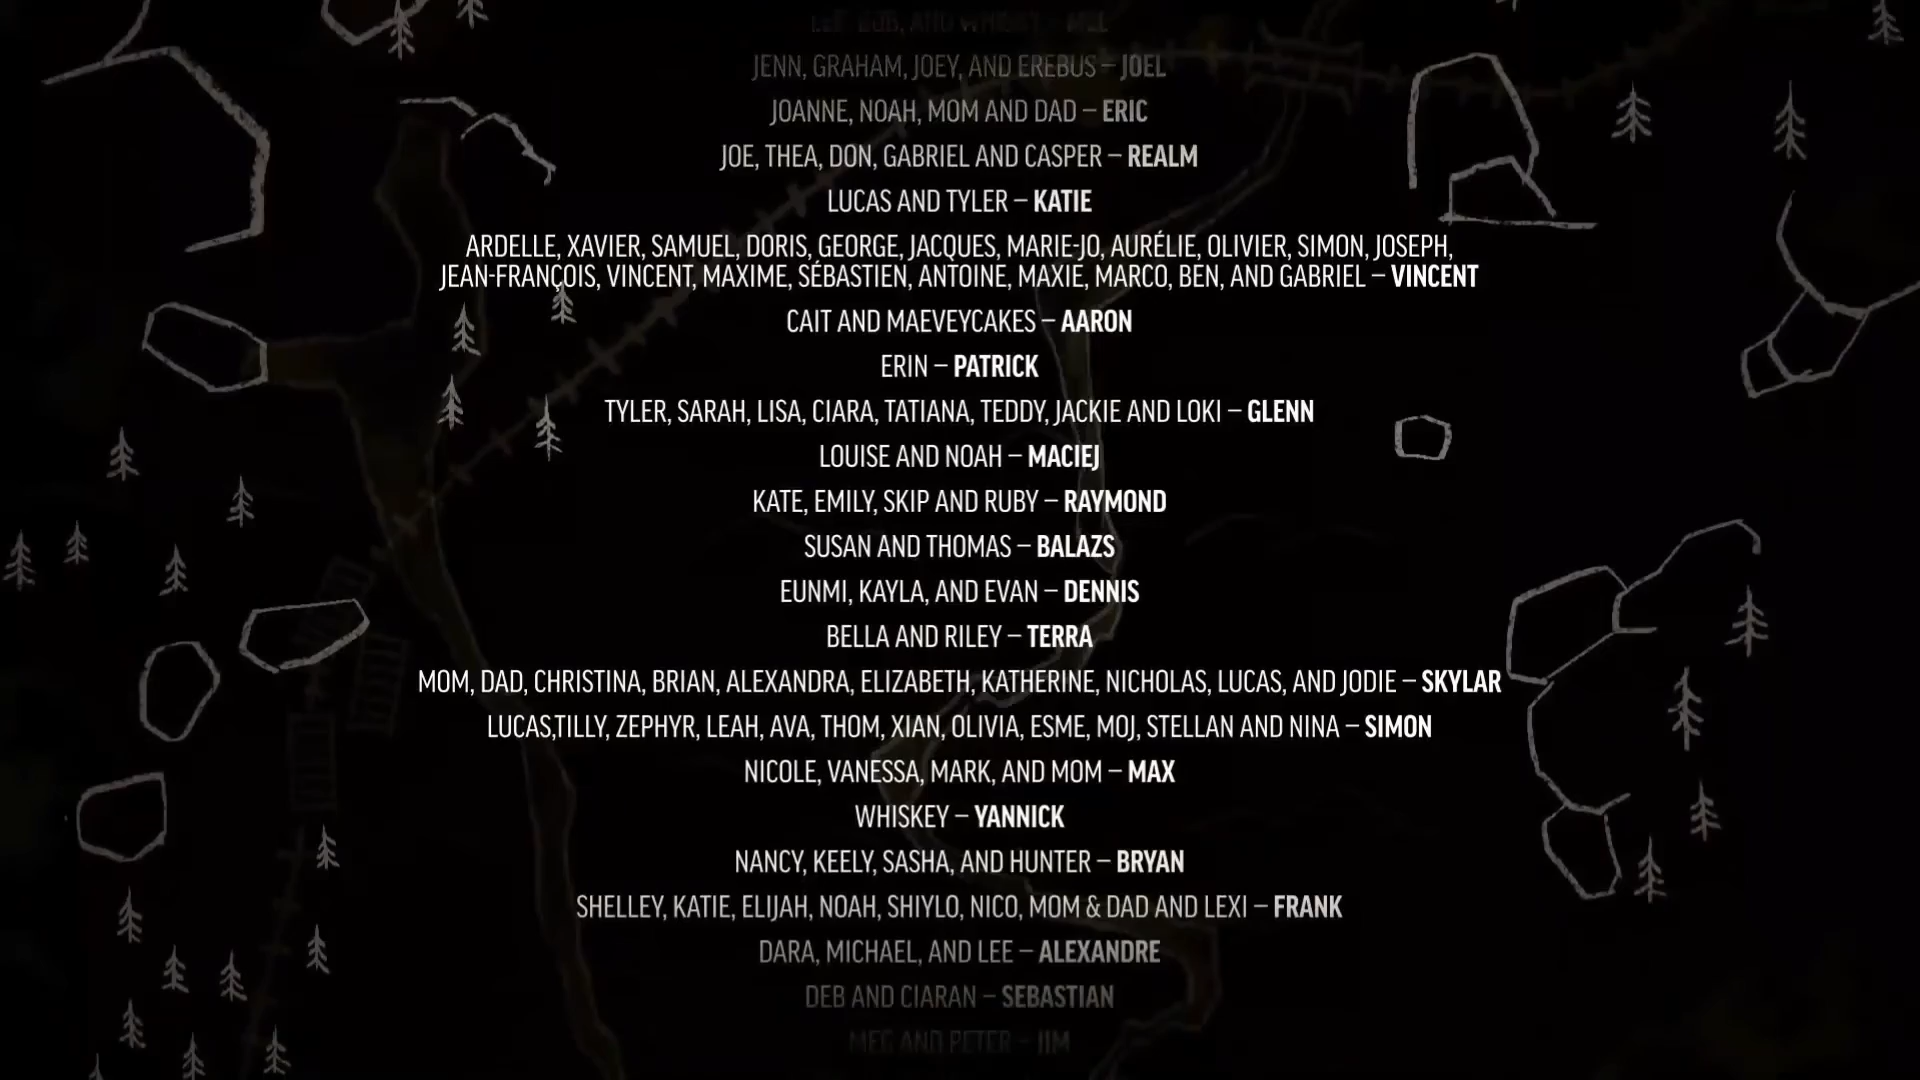 JENN, GRAHAM, JOEY, AND EREBUS – JOEL
JOANNE, NOAH, MOM AND DAD – ERIC
JOE, THEA, DON, GABRIEL AND CASPER – REALM
LUCAS AND TYLER – KATIE
ARDELLE, XAVIER, SAMUEL, DORIS, GEORGE, JACQUES, MARIE-JO, AURÉLIE, OLIVIER, SIMON, JOSEPH,
JEAN-FRANÇOIS, VINCENT, MAXIME, SÉBASTIEN, ANTOINE, MAXIE, MARCO, BEN, AND GABRIEL – VINCENT
CAIT AND MAEVEYCAKES – AARON
ERIN – PATRICK
TYLER, SARAH, LISA, CIARA, TATIANA, TEDDY, JACKIE AND LOKI – GLENN
LOUISE AND NOAH – MACIEJ
KATE, EMILY, SKIP AND RUBY – RAYMOND
SUSAN AND THOMAS – BALAZS
EUNMI, KAYLA, AND EVAN – DENNIS
BELLA AND RILEY – TERRA
MOM, DAD, CHRISTINA, BRIAN, ALEXANDRA, ELIZABETH, KATHERINE, NICHOLAS, LUCAS, AND JODIE – SKYLAR
LUCAS,TILLY, ZEPHYR, LEAH, AVA, THOM, XIAN, OLIVIA, ESME, MOJ, STELLAN AND NINA – SIMON
NICOLE, VANESSA, MARK, AND MOM – MAX
WHISKEY – YANNICK
NANCY, KEELY, SASHA, AND HUNTER – BRYAN
SHELLEY, KATIE, ELIJAH, NOAH, SHIYLO, NICO, MOM & DAD AND LEXI – FRANK
DARA, MICHAEL, AND LEE – ALEXANDRE
DEB AND CIARAN – SEBASTIAN
MEG AND PETER – JIM